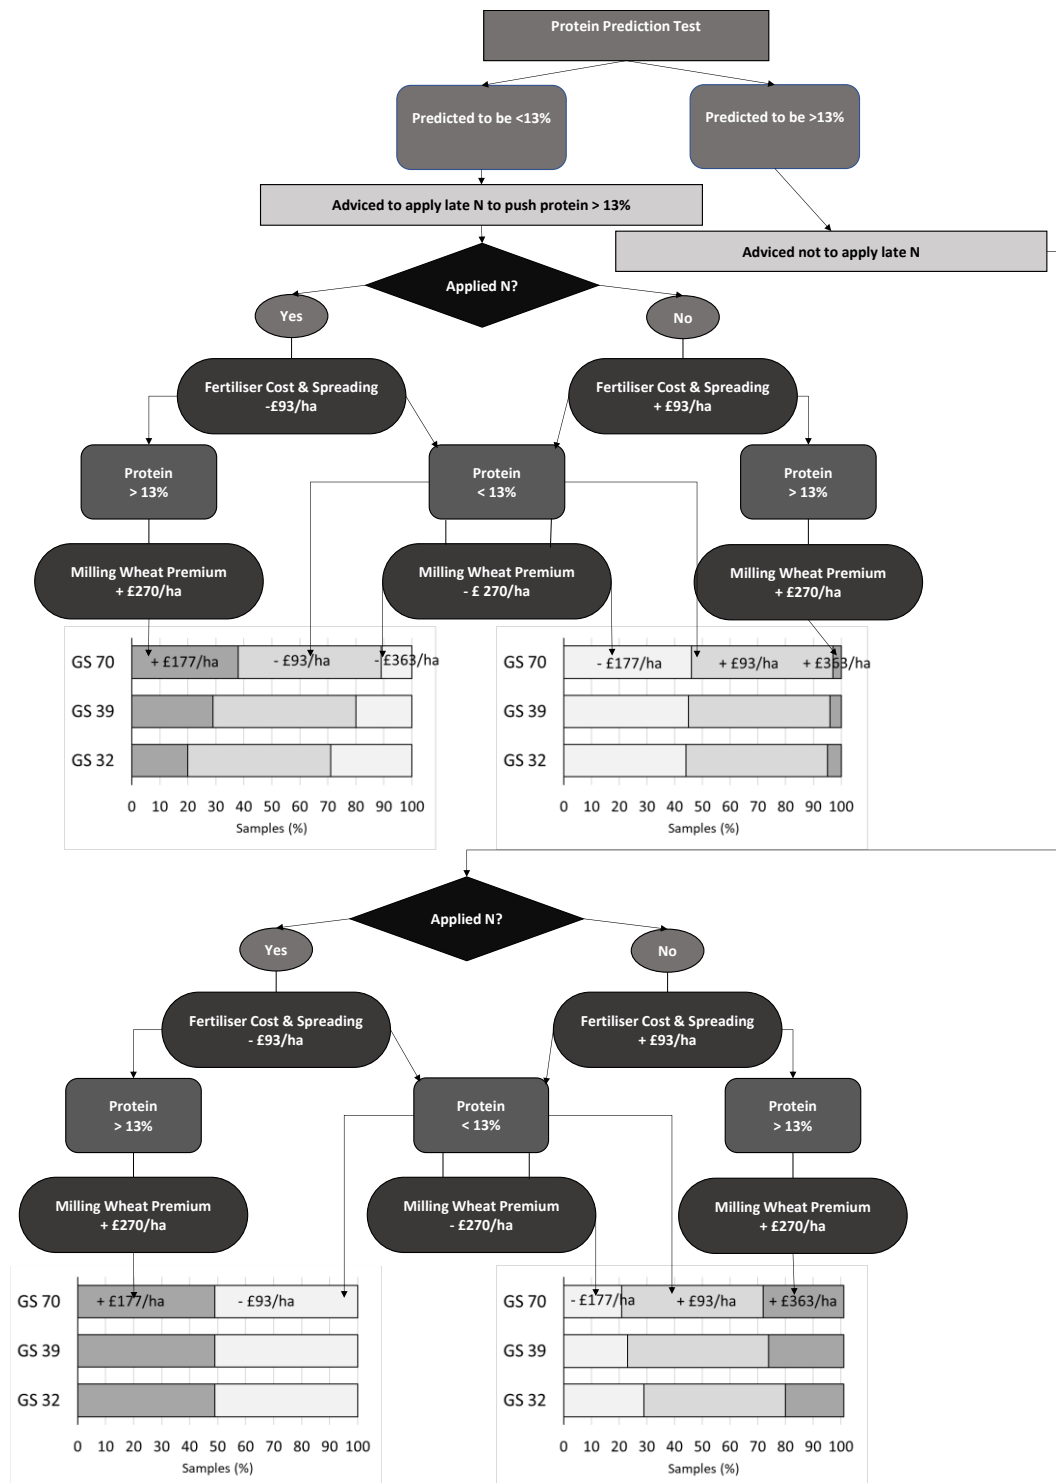 Protein Prediction Test
Predicted to be <13%
Predicted to be >13%
Adviced to apply late N to push protein > 13%
Adviced not to apply late N
Applied N?
Yes
No
Fertiliser Cost & Spreading
-£93/ha
Fertiliser Cost & Spreading
+ £93/ha
Protein
> 13%
Protein
< 13%
Protein
> 13%
Milling Wheat Premium
+ £270/ha
Milling Wheat Premium
- £ 270/ha
Milling Wheat Premium
+ £270/ha
GS 70
+ £177/ha
- £93/ha
- £363/ha
GS 39
GS 32
0 10 20 30 40 50 60 70 80 90 100
Samples (%)
GS 70
- £177/ha
+ £93/ha
+ £363/ha
GS 39
GS 32
0 10 20 30 40 50 60 70 80 90 100
Samples (%)
Applied N?
Yes
No
Fertiliser Cost & Spreading
- £93/ha
Fertiliser Cost & Spreading
+ £93/ha
Protein
> 13%
Protein
< 13%
Protein
> 13%
Milling Wheat Premium
+ £270/ha
Milling Wheat Premium
- £270/ha
Milling Wheat Premium
+ £270/ha
GS 70
+ £177/ha
- £93/ha
GS 39
GS 32
0 10 20 30 40 50 60 70 80 90 100
Samples (%)
GS 70
- £177/ha
+ £93/ha
+ £363/ha
GS 39
GS 32
0 10 20 30 40 50 60 70 80 90 100
Samples (%)